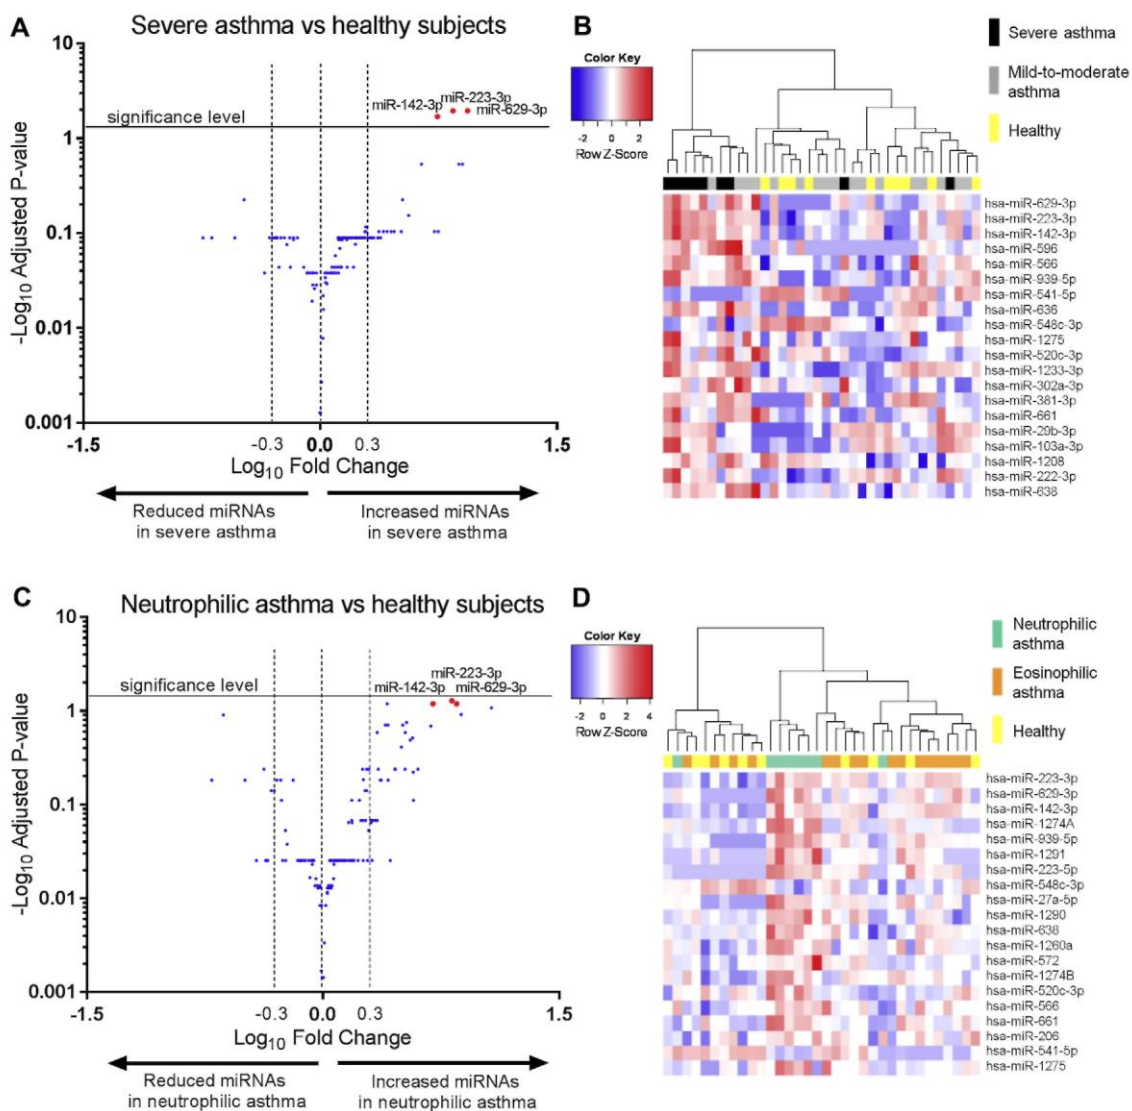 A
Severe asthma vs healthy subjects
10
1
0.1
0.01
0.001
-Log10 Adjusted P-value
significance level
miR-142-3p
miR-223-3p
miR-629-3p
-1.5
-0.3
0.0
0.3
1.5
Log10 Fold Change
Reduced miRNAs
in severe asthma
Increased miRNAs
in severe asthma
B
Color Key
-2 0 2
Row Z-Score
Severe asthma
Mild-to-moderate
asthma
Healthy
hsa-miR-629-3p
hsa-miR-223-3p
hsa-miR-142-3p
hsa-miR-596
hsa-miR-566
hsa-miR-939-5p
hsa-miR-541-5p
hsa-miR-636
hsa-miR-548c-3p
hsa-miR-1275
hsa-miR-520c-3p
hsa-miR-1233-3p
hsa-miR-302a-3p
hsa-miR-381-3p
hsa-miR-661
hsa-miR-29b-3p
hsa-miR-103a-3p
hsa-miR-1208
hsa-miR-222-3p
hsa-miR-638
C
Neutrophilic asthma vs healthy subjects
10
1
0.1
0.01
0.001
-Log10 Adjusted P-value
significance level
miR-223-3p
miR-142-3p
miR-629-3p
-1.5
-0.3
0.0
0.3
1.5
Log10 Fold Change
Reduced miRNAs
in neutrophilic asthma
Increased miRNAs
in neutrophilic asthma
D
Color Key
-2 0 2 4
Row Z-Score
Neutrophilic
asthma
Eosinophilic
asthma
Healthy
hsa-miR-223-3p
hsa-miR-629-3p
hsa-miR-142-3p
hsa-miR-1274A
hsa-miR-939-5p
hsa-miR-1291
hsa-miR-223-5p
hsa-miR-548c-3p
hsa-miR-27a-5p
hsa-miR-1290
hsa-miR-638
hsa-miR-1260a
hsa-miR-572
hsa-miR-1274B
hsa-miR-520c-3p
hsa-miR-566
hsa-miR-661
hsa-miR-206
hsa-miR-541-5p
hsa-miR-1275